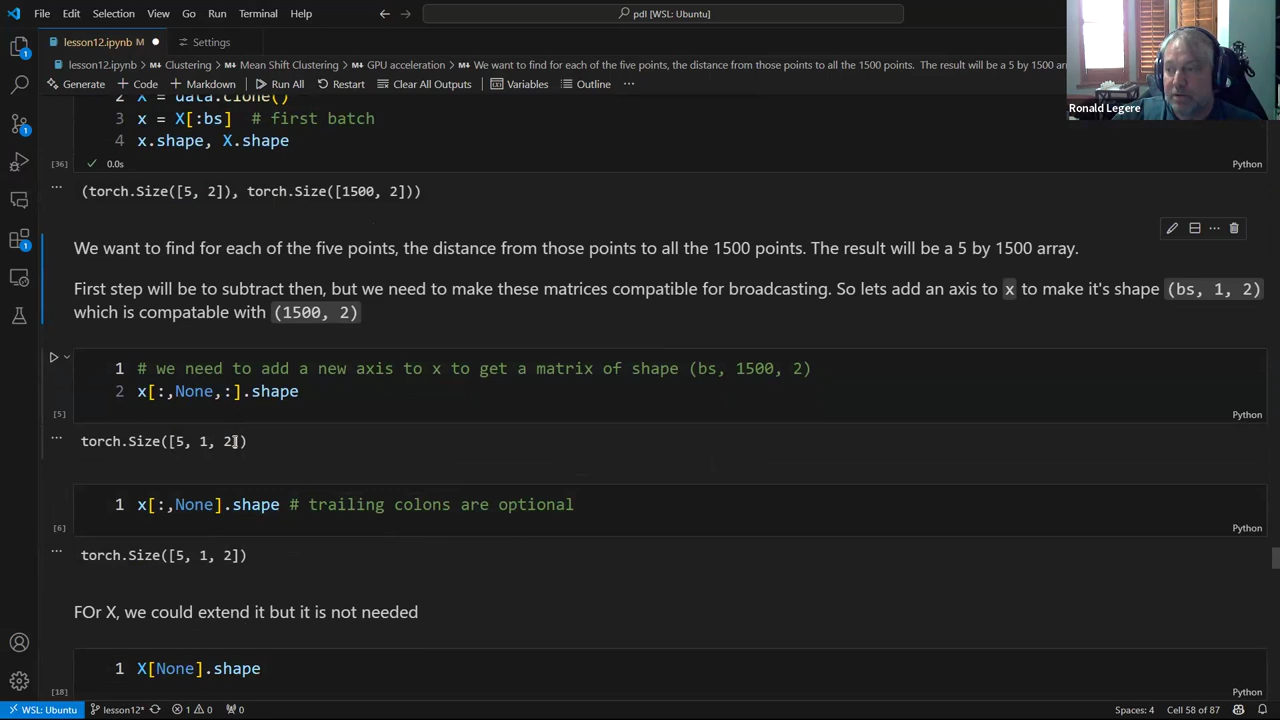 File Edit Selection View Go Run Terminal Help
pdl [WSL: Ubuntu]
lesson12.ipynb M
Settings
lesson12.ipynb > M↓ Clustering > M↓ Mean Shift Clustering > M↓ GPU acceleration > M↓ We want to find for each of the five points, the distance from those points to all the 1500 points. The result will be a 5 by 1500 arr
Generate + Code + Markdown Run All Restart Clear All Outputs Variables Outline ...
2 X = data.clone()
3 x = X[:bs] # first batch
4 x.shape, X.shape
[36] 0.0s Python
... (torch.Size([5, 2]), torch.Size([1500, 2]))
We want to find for each of the five points, the distance from those points to all the 1500 points. The result will be a 5 by 1500 array.
First step will be to subtract then, but we need to make these matrices compatible for broadcasting. So lets add an axis to x to make it's shape (bs, 1, 2)
which is compatable with (1500, 2)
1 # we need to add a new axis to x to get a matrix of shape (bs, 1500, 2)
2 x[:,None,:].shape
[5] Python
... torch.Size([5, 1, 2])
1 x[:,None].shape # trailing colons are optional
[6] Python
... torch.Size([5, 1, 2])
FOr X, we could extend it but it is not needed
1 X[None].shape
[18] Python
WSL: Ubuntu lesson12* 1 0 0 Spaces: 4 Cell 58 of 87
Ronald Legere
1
1
1